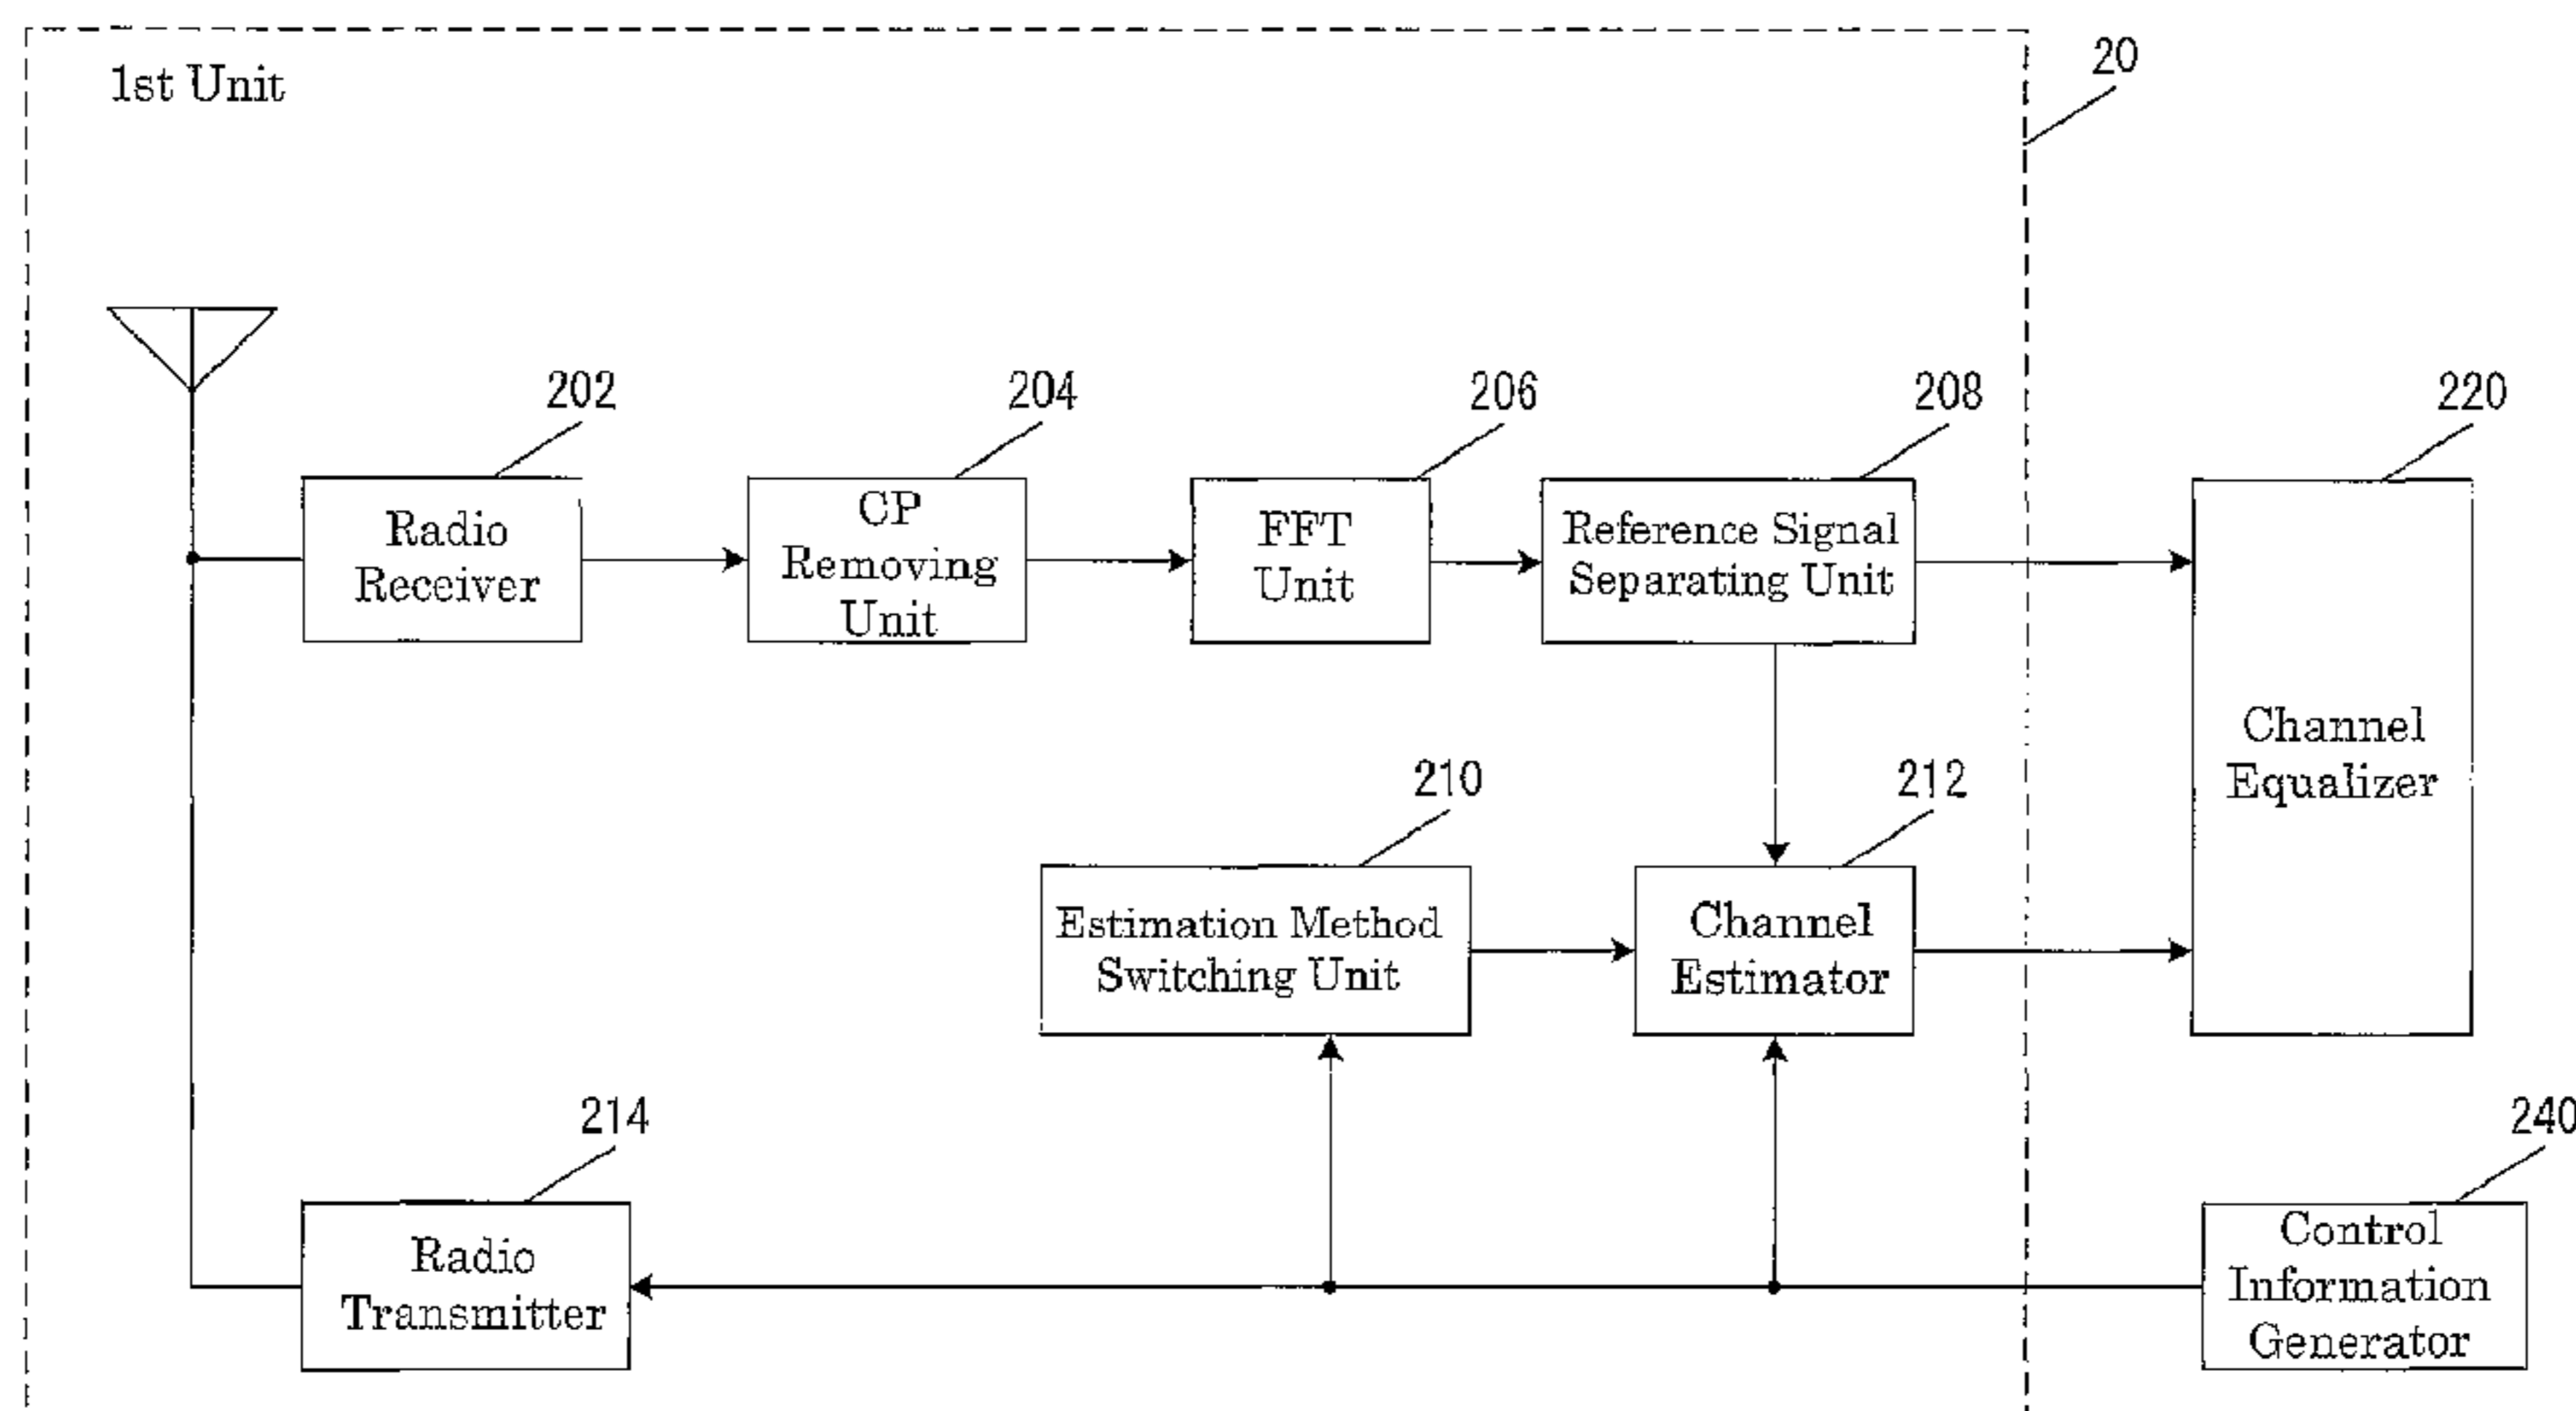 1st Unit
20
202
204
206
208
220
Radio
Receiver
CP
Removing
Unit
FFT
Unit
Reference Signal
Separating Unit
Channel
Equalizer
210
212
Estimation Method
Switching Unit
Channel
Estimator
214
240
Radio
Transmitter
Control
Information
Generator